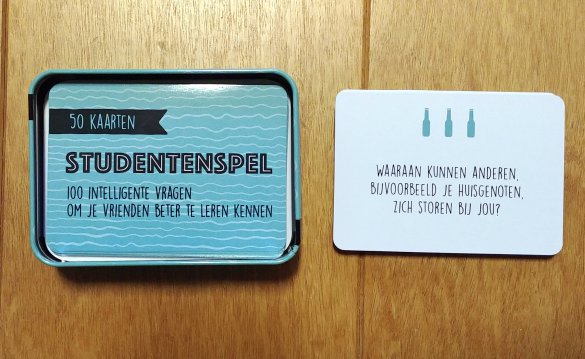 50 KAARTEN
STUDENTENSPEL
100 INTELLIGENTE VRAGEN
OM JE VRIENDEN BETER TE LEREN KENNEN
WAARAAN KUNNEN ANDEREN,
BIJVOORBEELD JE HUISGENOTEN,
ZICH STOREN BIJ JOU?